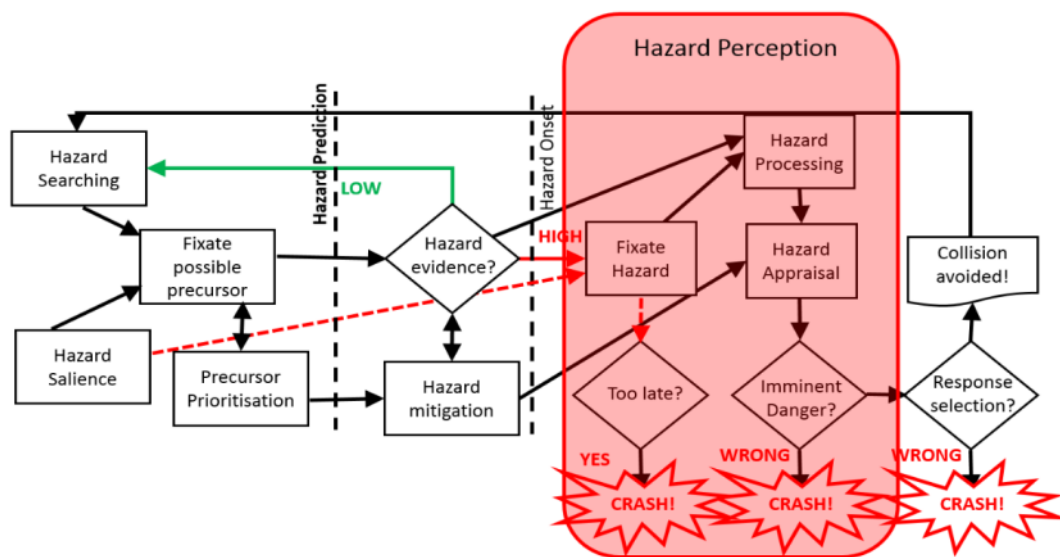 Hazard Perception
Hazard
Searching
Hazard Prediction
LOW
Hazard Onset
Hazard
Processing
Fixate
possible
precursor
Hazard
evidence?
HIGH
Fixate
Hazard
Hazard
Appraisal
Collision
avoided!
Hazard
Salience
Precursor
Prioritisation
Hazard
mitigation
Too late?
Imminent
Danger?
Response
selection?
YES
WRONG
WRONG
CRASH!
CRASH!
CRASH!